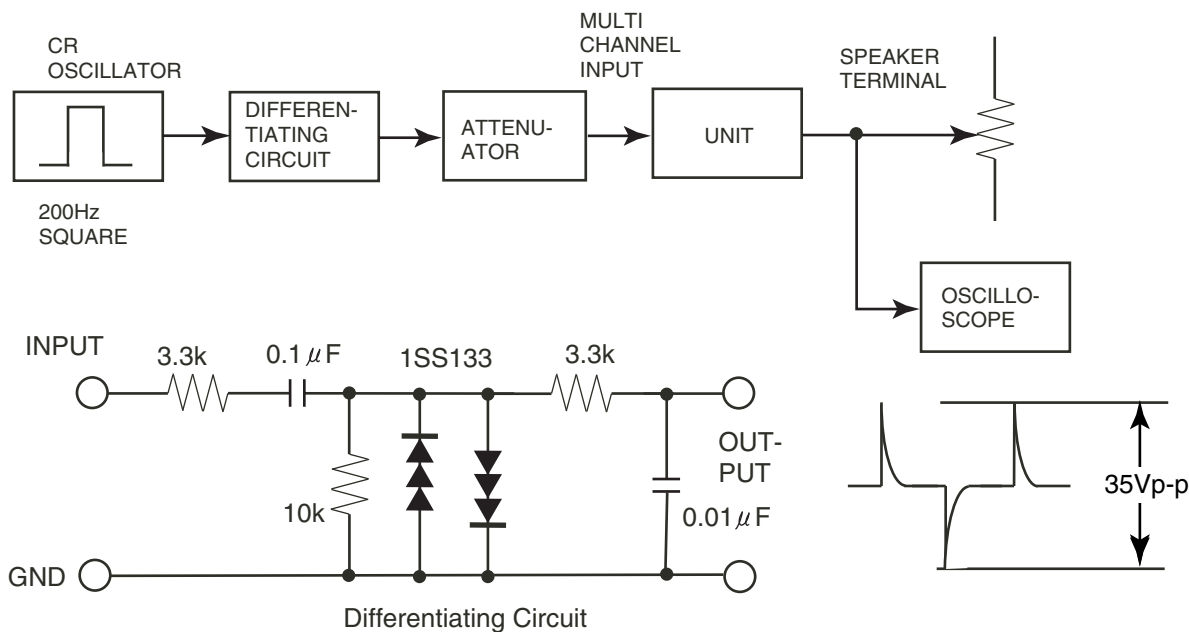 CR
OSCILLATOR
200Hz
SQUARE
DIFFEREN-
TIATING
CIRCUIT
ATTENU-
ATOR
MULTI
CHANNEL
INPUT
UNIT
SPEAKER
TERMINAL
OSCILLO-
SCOPE
INPUT
3.3k
0.1μF
1SS133
3.3k
10k
OUT-
PUT
0.01μF
GND
Differentiating Circuit
35Vp-p